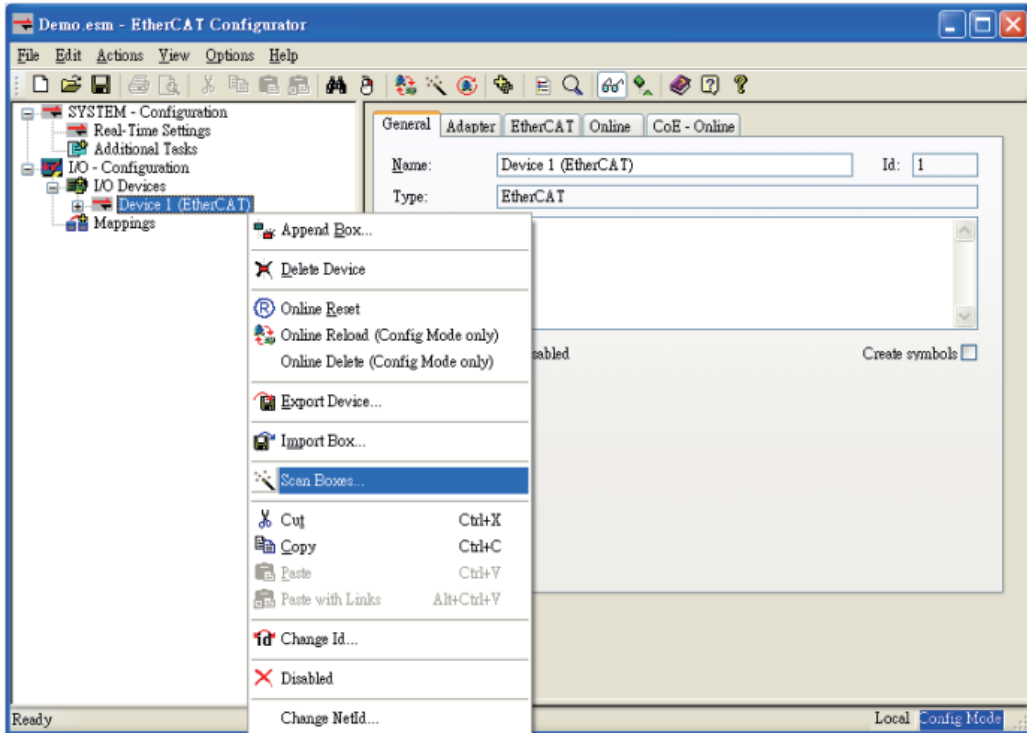 Demo.esm - EtherCAT Configurator
File Edit Actions View Options Help
SYSTEM - Configuration
Real-Time Settings
Additional Tasks
I/O - Configuration
I/O Devices
Device 1 (EtherCAT)
Mappings
General Adapter EtherCAT Online CoE - Online
Name: Device 1 (EtherCAT) Id: 1
Type: EtherCAT
sabled Create symbols
Append Box...
Delete Device
Online Reset
Online Reload (Config Mode only)
Online Delete (Config Mode only)
Export Device...
Import Box...
Scan Boxes...
Cut Ctrl+X
Copy Ctrl+C
Paste Ctrl+V
Paste with Links Alt+Ctrl+V
Change Id...
Disabled
Change NetId...
Ready Local Config Mode